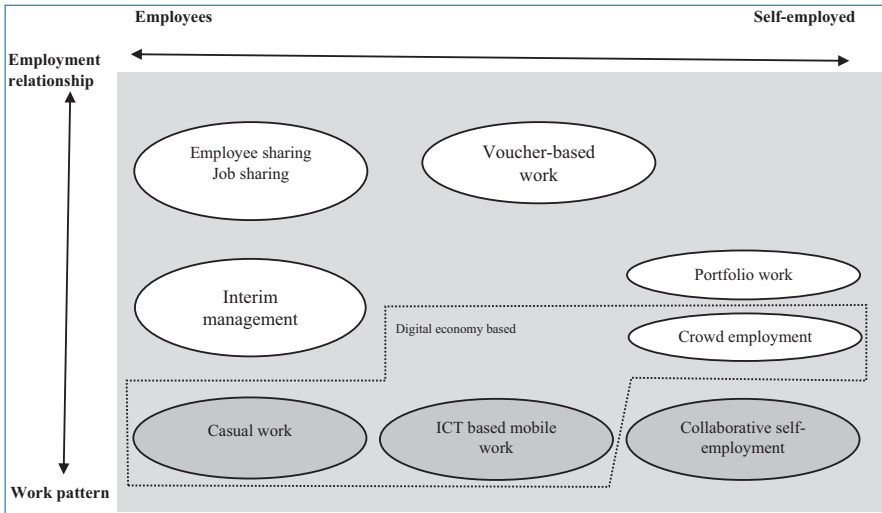 Employees
Self-employed
Employment
relationship
Employee sharing
Job sharing
Voucher-based
work
Portfolio work
Interim
management
Digital economy based
Crowd employment
Casual work
ICT based mobile
work
Collaborative self-
employment
Work pattern